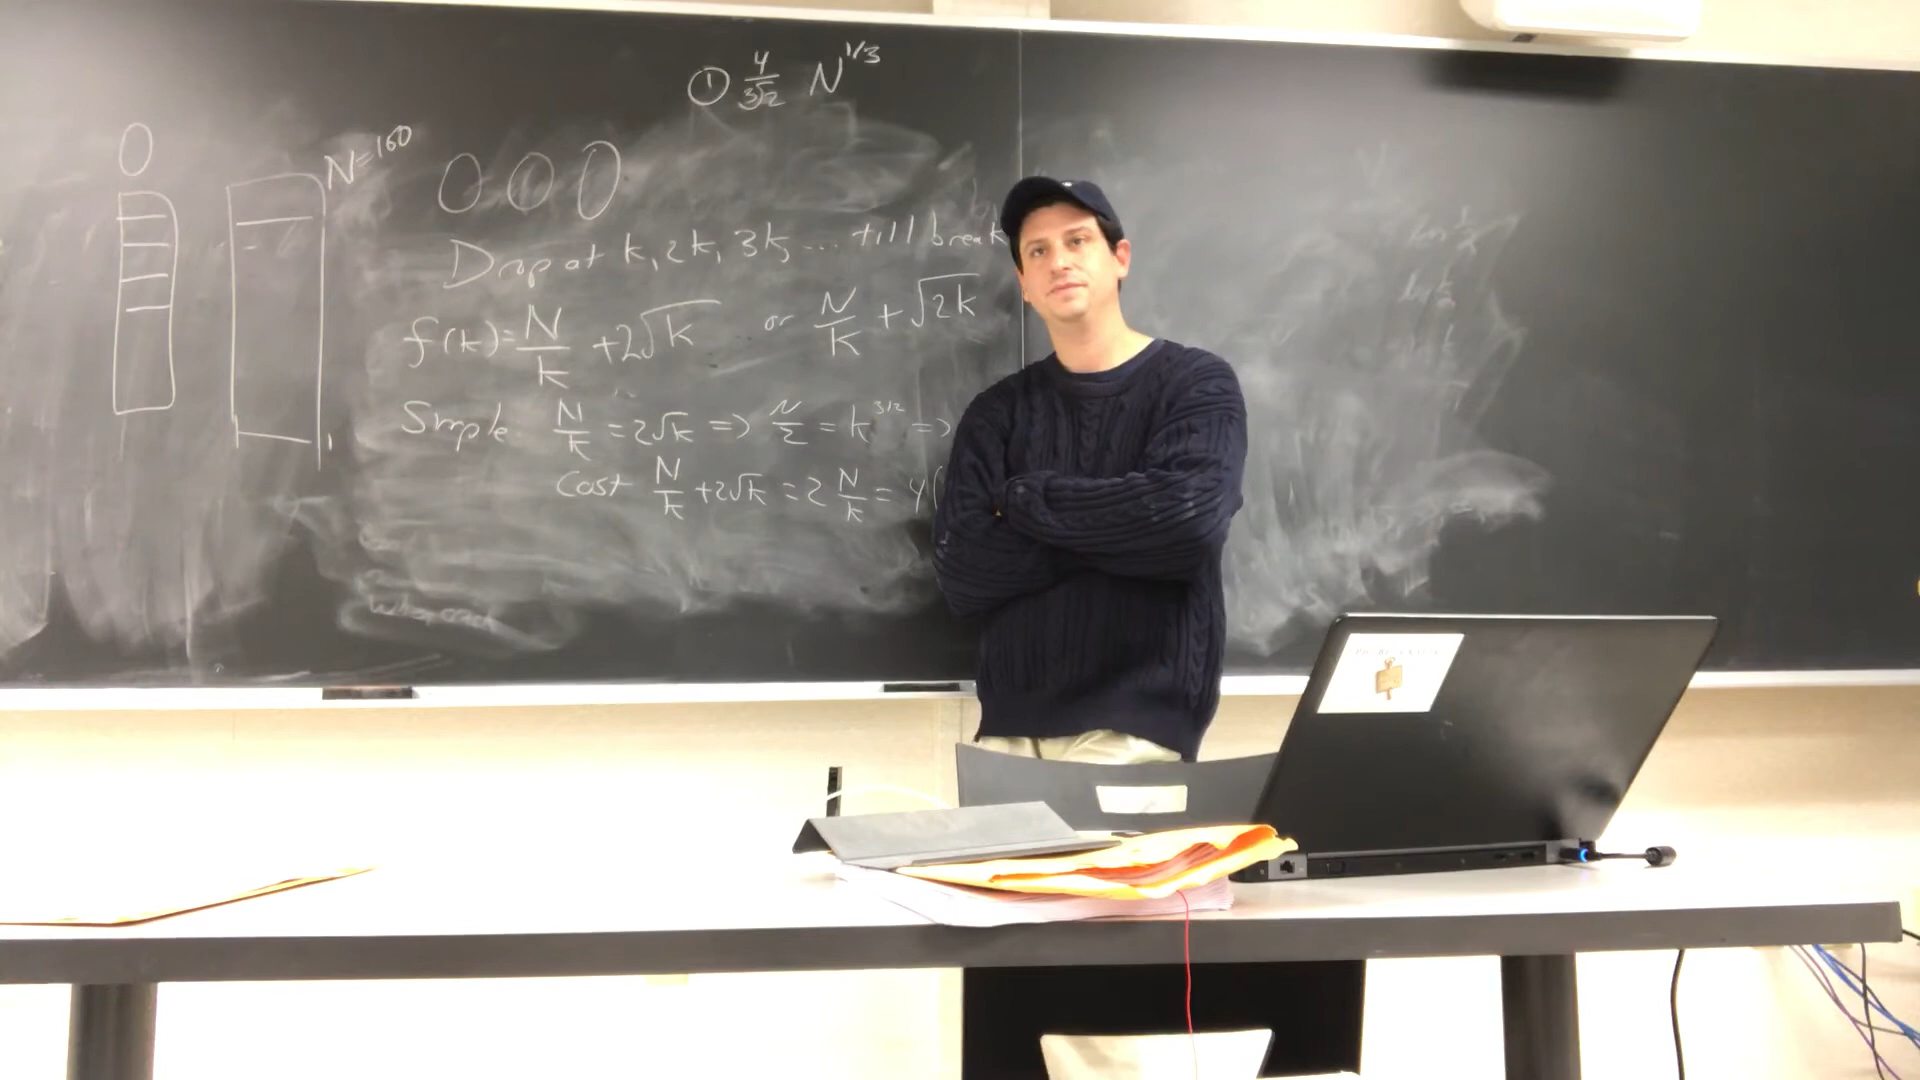 ① 4/3√2 N^1/3
N=160
Drop at k, 2k, 3k, ... till break
f(k)= N/k +2√k or N/k + √2k
Simple N/k = 2√k => N/2 = k^3/2 =>
Cost N/k +2√k = 2 N/k = 4(